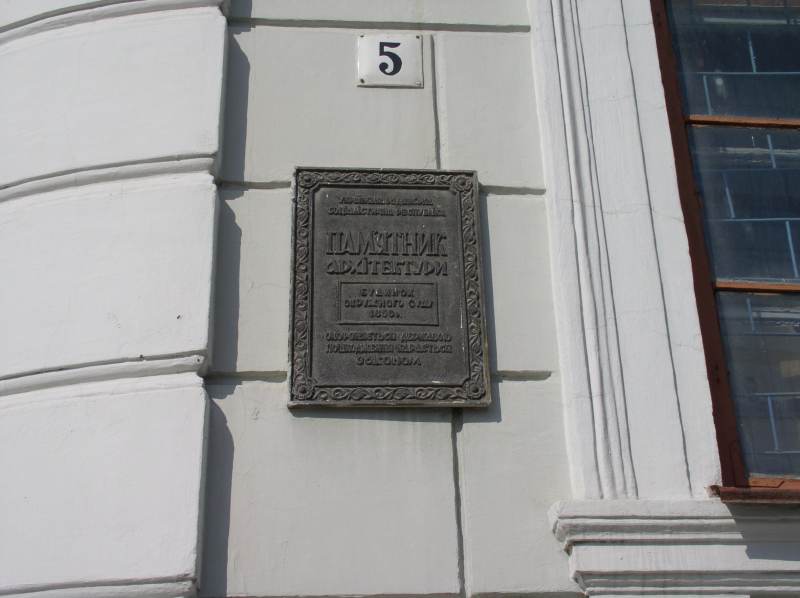 5
УКРАЇНСЬКА РАДЯНСЬКА
СОЦІАЛІСТИЧНА РЕСПУБЛІКА
ПАМ'ЯТНИК
АРХІТЕКТУРИ
БУДИНОК
ОКРУЖНОГО СУДУ
охороняється державою
пошкодження карається
законом